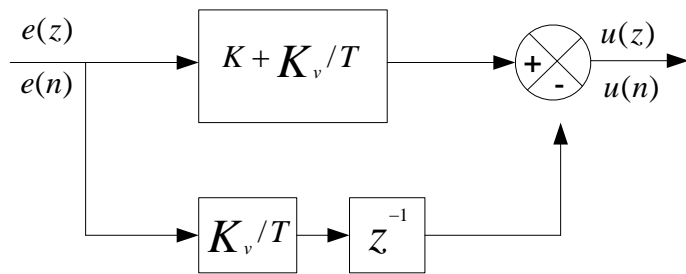 e(z)
e(n)
K + K_v/T
+
-
u(z)
u(n)
K_v/T
z^{-1}